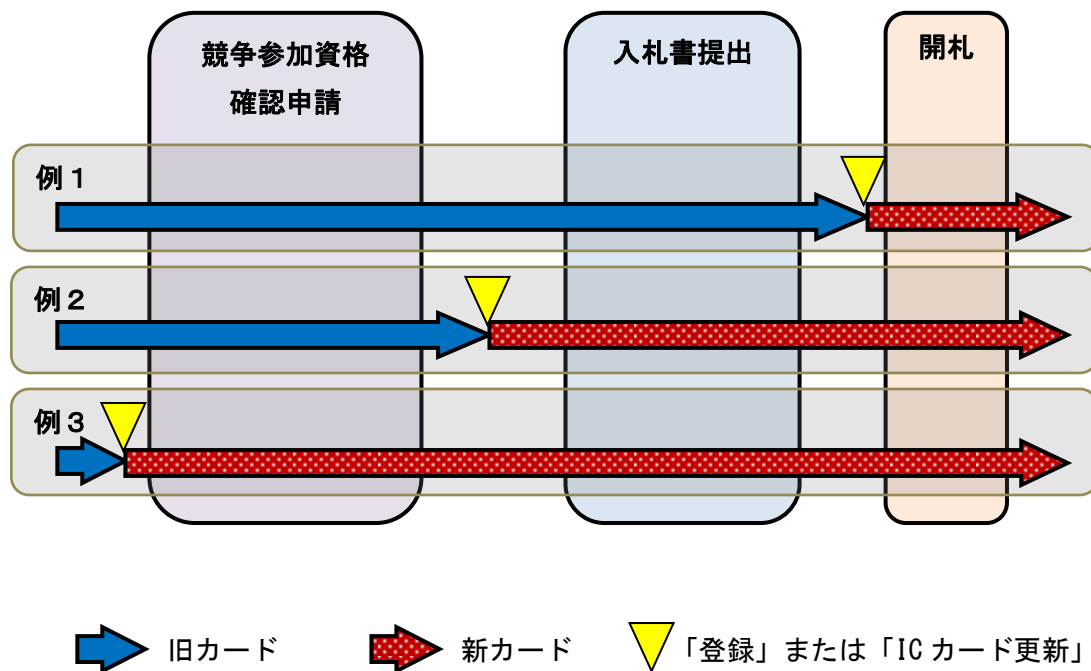 競争参加資格
確認申請
入札書提出
開札
例１
例２
例３
旧カード
新カード
「登録」または「IC カード更新」